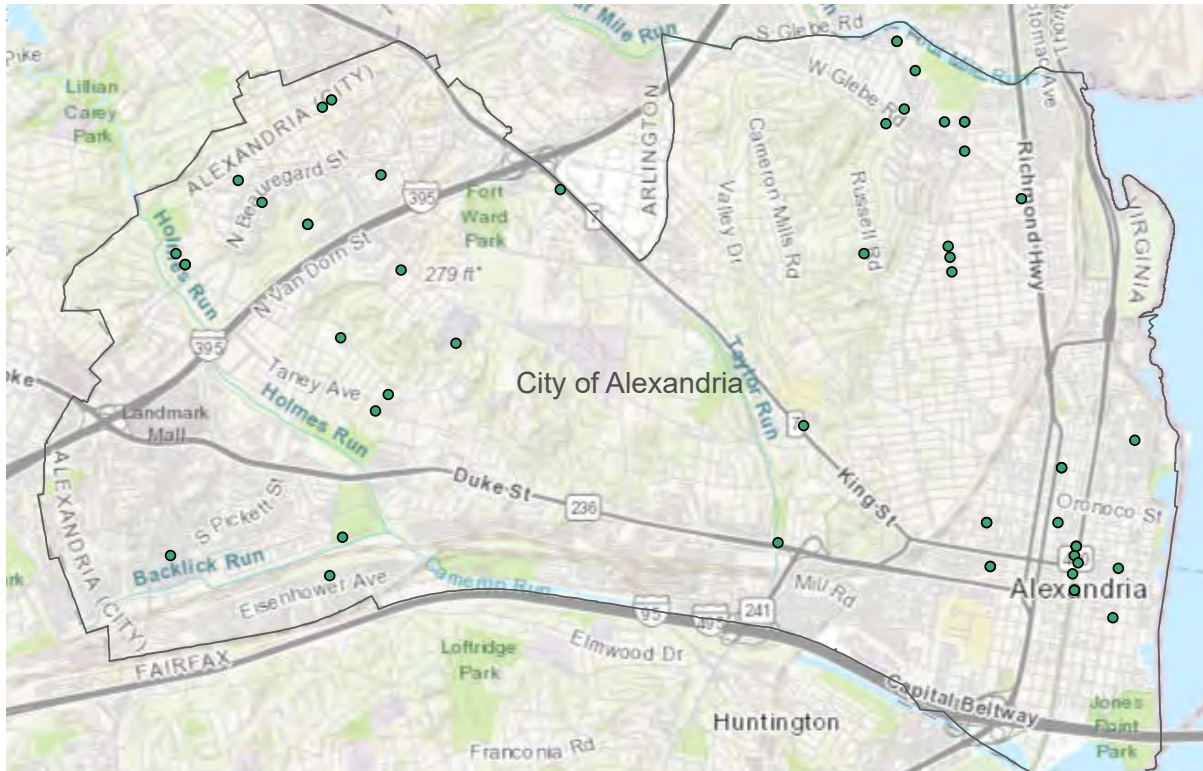 Pike
Lillian
Carey
Park
ALEXANDRIA (CITY)
N Beauregard St
Holmes Run
N Van Dorn St
395
Fort
Ward
Park
279 ft
395
Mile Run
ARLINGTON
S Glebe Rd
W Glebe Rd
Run
Valley Dr
Cameron Mills Rd
Russell Rd
Richmond Hwy
Potomac Ave
VIRGINIA
Taney Ave
Holmes Run
Landmark
Mall
City of Alexandria
Taylor Run
7
King St
Duke St
236
Oronoco St
ALEXANDRIA (CITY)
S Pickett St
Backlick Run
Eisenhower Ave
Cameron Run
Mill Rd
Alexandria
95
495
241
FAIRFAX
Loftridge
Park
Elmwood Dr
Capital Beltway
Huntington
Franconia Rd
Jones
Point
Park